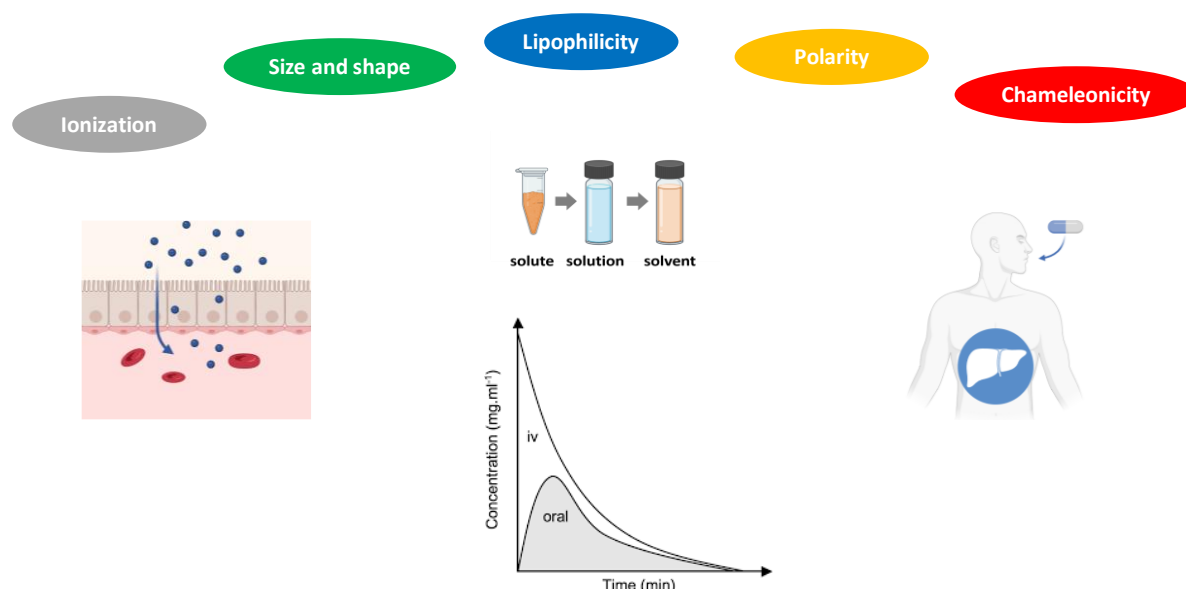 Lipophilicity
Size and shape
Polarity
Chameleonicity
Ionization
solute solution solvent
Concentration (mg.ml⁻¹)
iv
oral
Time (min)